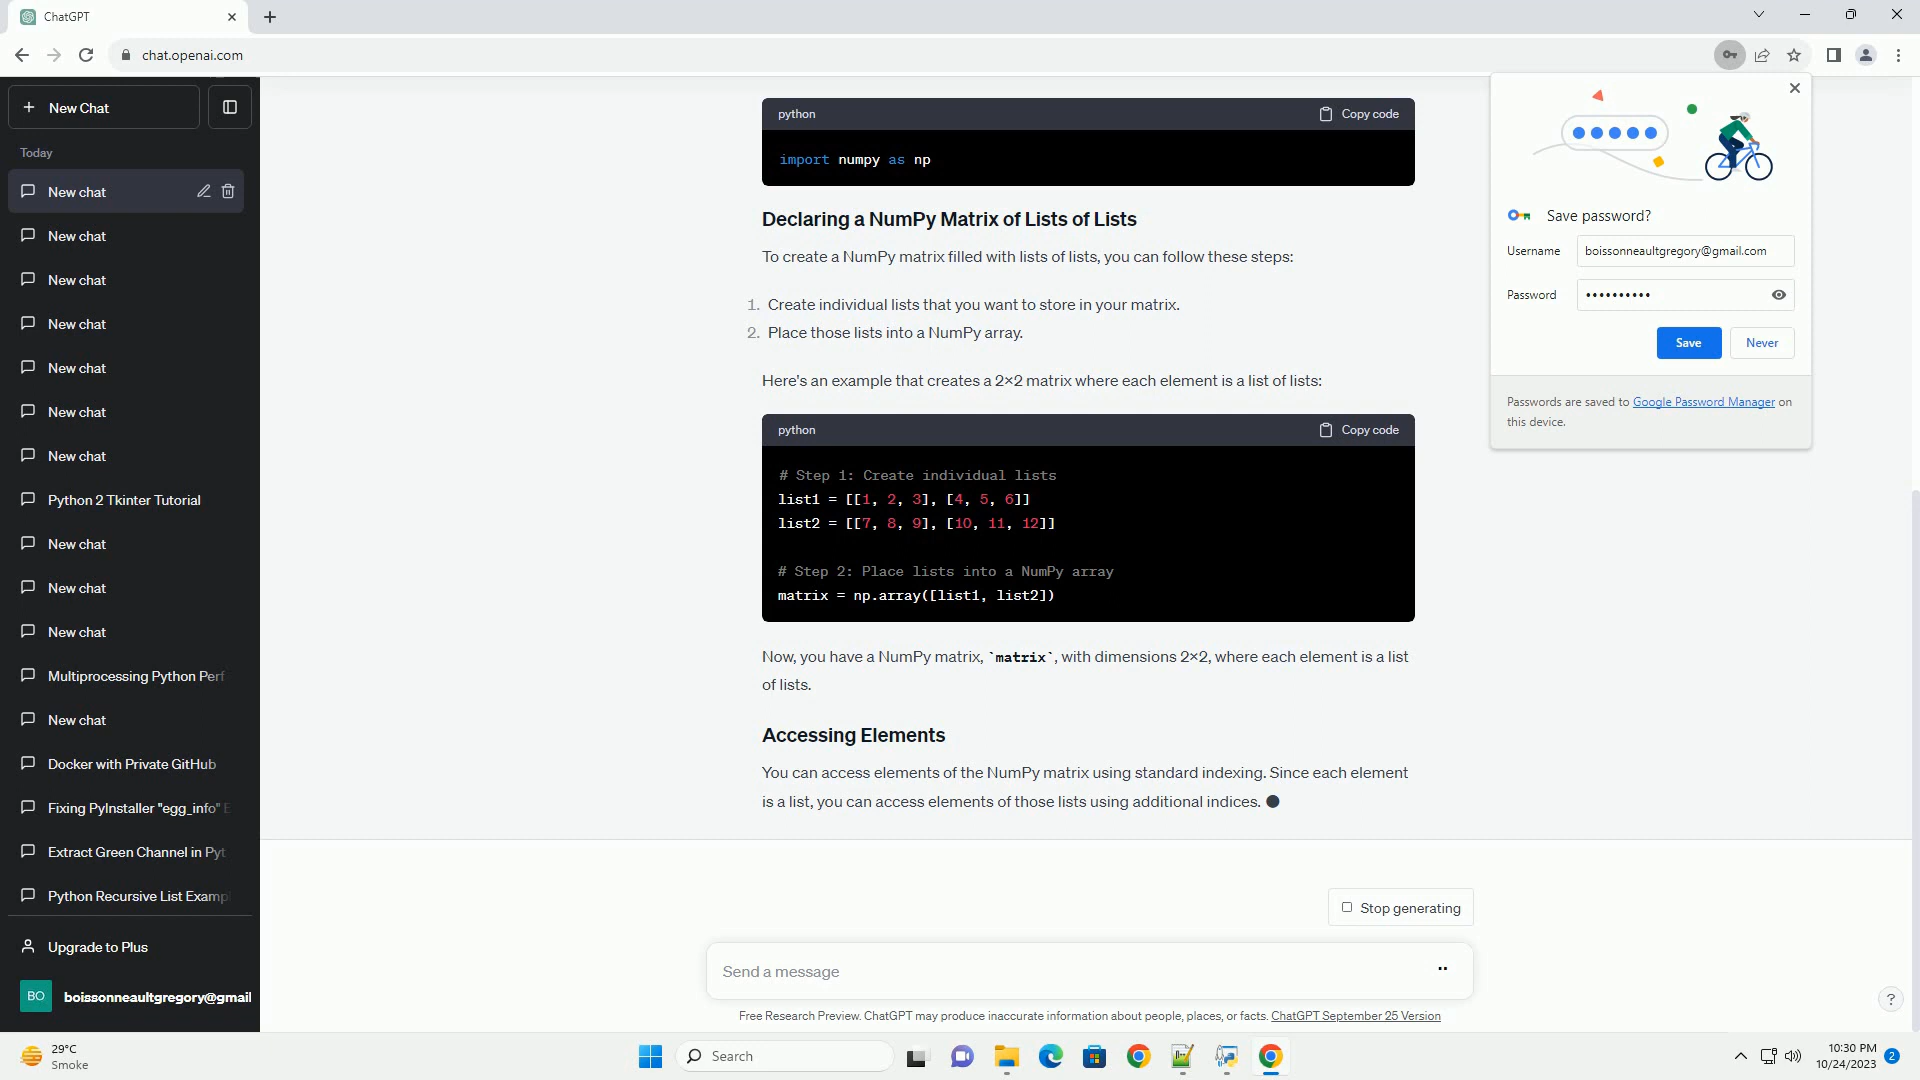 ChatGPT
chat.openai.com
New Chat
Today
New chat
New chat
New chat
New chat
New chat
New chat
New chat
Python 2 Tkinter Tutorial
New chat
New chat
New chat
Multiprocessing Python Perf
New chat
Docker with Private GitHub
Fixing PyInstaller "egg_info" E
Extract Green Channel in Pyt
Python Recursive List Examp
Upgrade to Plus
BO boissonneaultgregory@gmail
python Copy code
import numpy as np
Declaring a NumPy Matrix of Lists of Lists
To create a NumPy matrix filled with lists of lists, you can follow these steps:
1. Create individual lists that you want to store in your matrix.
2. Place those lists into a NumPy array.
Here's an example that creates a 2×2 matrix where each element is a list of lists:
python Copy code
# Step 1: Create individual lists
list1 = [[1, 2, 3], [4, 5, 6]]
list2 = [[7, 8, 9], [10, 11, 12]]
# Step 2: Place lists into a NumPy array
matrix = np.array([list1, list2])
Now, you have a NumPy matrix, `matrix`, with dimensions 2×2, where each element is a list
of lists.
Accessing Elements
You can access elements of the NumPy matrix using standard indexing. Since each element
is a list, you can access elements of those lists using additional indices.
Stop generating
Send a message
Free Research Preview. ChatGPT may produce inaccurate information about people, places, or facts. ChatGPT September 25 Version
?
Save password?
Username boissonneaultgregory@gmail.com
Password ••••••••••
Save Never
Passwords are saved to Google Password Manager on
this device.
29°C
Smoke
Search
10:30 PM
10/24/2023
2